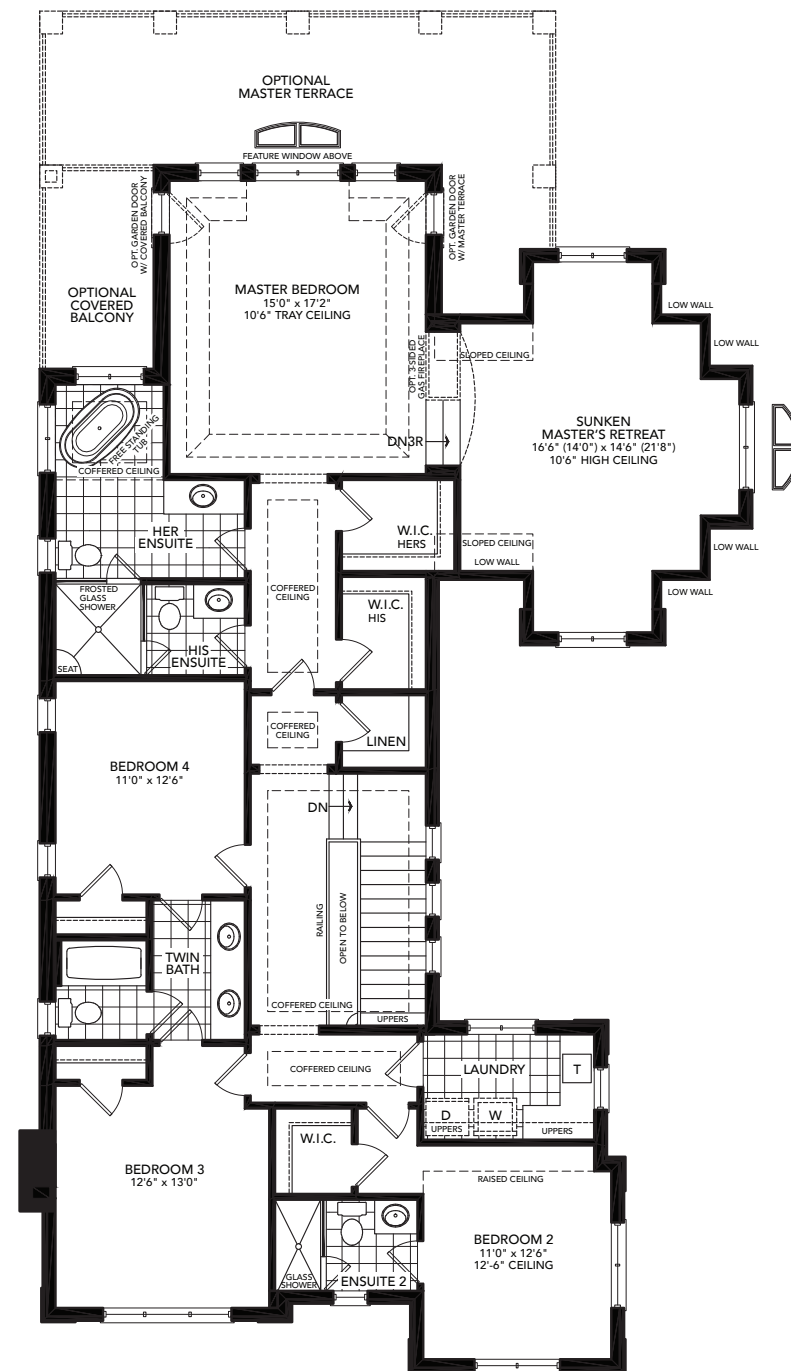 OPTIONAL
MASTER TERRACE
FEATURE WINDOW ABOVE
OPT. GARDEN DOOR
W/ COVERED BALCONY
OPT. GARDEN DOOR
W/ MASTER TERRACE
OPTIONAL
COVERED
BALCONY
MASTER BEDROOM
15'0" x 17'2"
10'6" TRAY CEILING
LOW WALL
LOW WALL
OPT. 3-SIDED
GAS FIREPLACE
SLOPED CEILING
SUNKEN
MASTER'S RETREAT
16'6" (14'0") x 14'6" (21'8")
10'6" HIGH CEILING
DN3R
FREE STANDING
TUB
COFFERED CEILING
HER
ENSUITE
W.I.C.
HERS
SLOPED CEILING
LOW WALL
LOW WALL
LOW WALL
FROSTED
GLASS
SHOWER
SEAT
HIS
ENSUITE
COFFERED
CEILING
W.I.C.
HIS
COFFERED
CEILING
LINEN
BEDROOM 4
11'0" x 12'6"
DN
RAILING
OPEN TO BELOW
TWIN
BATH
COFFERED CEILING
UPPERS
COFFERED CEILING
LAUNDRY
T
D
W
UPPERS
UPPERS
W.I.C.
BEDROOM 3
12'6" x 13'0"
RAISED CEILING
BEDROOM 2
11'0" x 12'6"
12'-6" CEILING
GLASS
SHOWER
ENSUITE 2